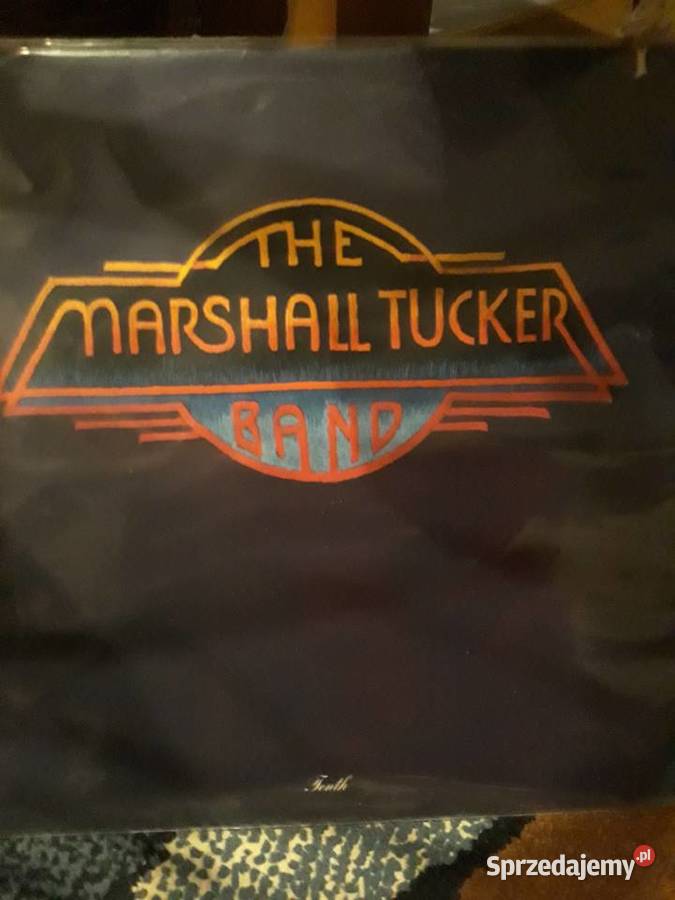 THE
MARSHALL TUCKER
BAND
Tenth
Sprzedajemy.pl